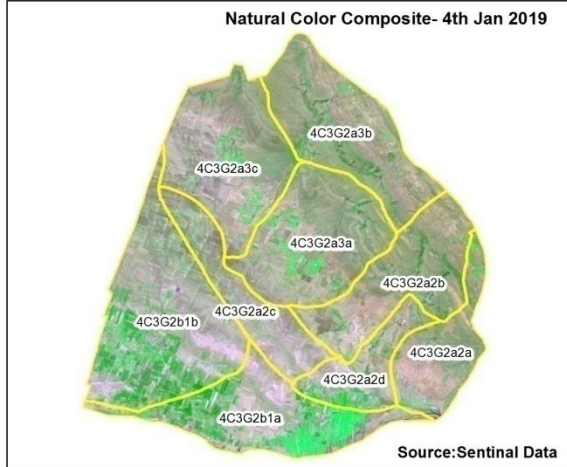 Natural Color Composite- 4th Jan 2019
4C3G2a3b
4C3G2a3c
4C3G2a3a
4C3G2a2b
4C3G2a2c
4C3G2b1b
4C3G2a2a
4C3G2a2d
4C3G2b1a
Source:Sentinal Data